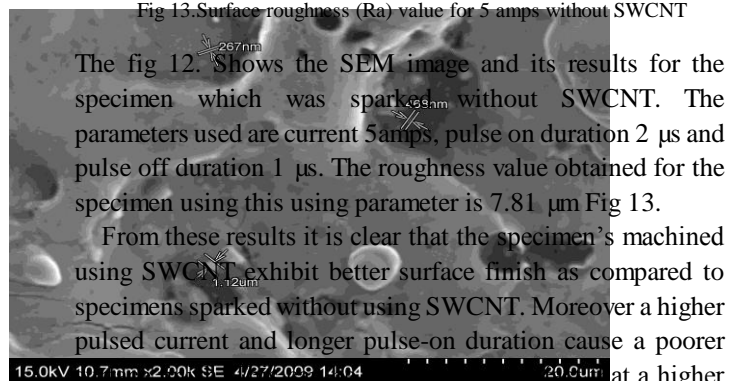 Fig 13.Surface roughness (Ra) value for 5 amps without SWCNT
267nm
The fig 12. Shows the SEM image and its results for the
specimen which was sparked without SWCNT. The
parameters used are current 5amps, pulse on duration 2 µs and
pulse off duration 1 µs. The roughness value obtained for the
specimen using this using parameter is 7.81 µm Fig 13.
From these results it is clear that the specimen's machined
using SWCNT exhibit better surface finish as compared to
1.12um
specimens sparked without using SWCNT. Moreover a higher
pulsed current and longer pulse-on duration cause a poorer
15.0kV 10.7mm x2.00k SE 4/27/2009 14:04 20.0um
at a higher